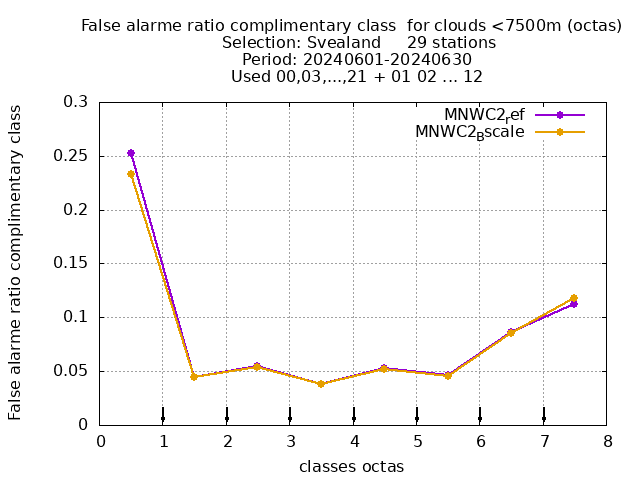 False alarme ratio complimentary class  for clouds <7500m (octas)
Selection: Svealand     29 stations
Period: 20240601-20240630
Used 00,03,...,21 + 01 02 ... 12
False alarme ratio complimentary class
MNWC2ref
MNWC2Bscale
0.3
0.25
0.2
0.15
0.1
0.05
0
0 1 2 3 4 5 6 7 8
classes octas